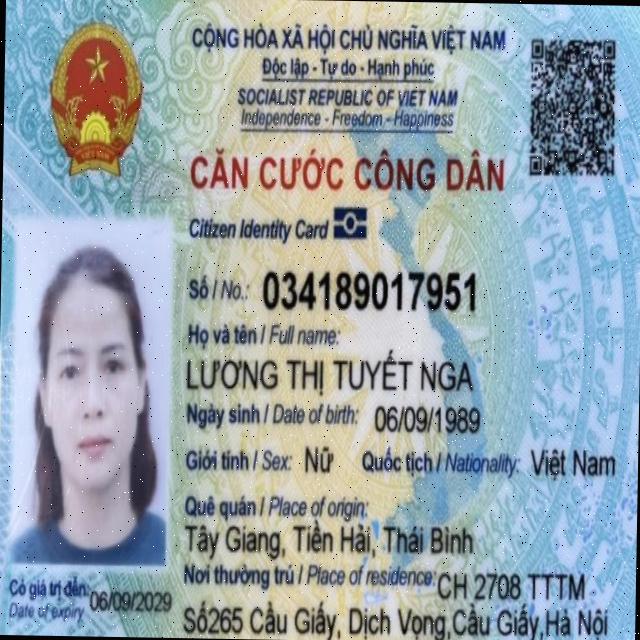 CỘNG HÒA XÃ HỘI CHỦ NGHĨA VIỆT NAM
Độc lập - Tự do - Hạnh phúc
SOCIALIST REPUBLIC OF VIET NAM
Independence - Freedom - Happiness
CĂN CƯỚC CÔNG DÂN
Citizen Identity Card
Số / No.: 034189017951
Họ và tên / Full name:
LƯƠNG THỊ TUYẾT NGA
Ngày sinh / Date of birth: 06/09/1989
Giới tính / Sex: Nữ Quốc tịch / Nationality: Việt Nam
Quê quán / Place of origin:
Tây Giang, Tiền Hải, Thái Bình
Nơi thường trú / Place of residence: CH 2708 TTTM
Số265 Cầu Giấy, Dịch Vọng,Cầu Giấy,Hà Nội
Có giá trị đến: 06/09/2029
Date of expiry